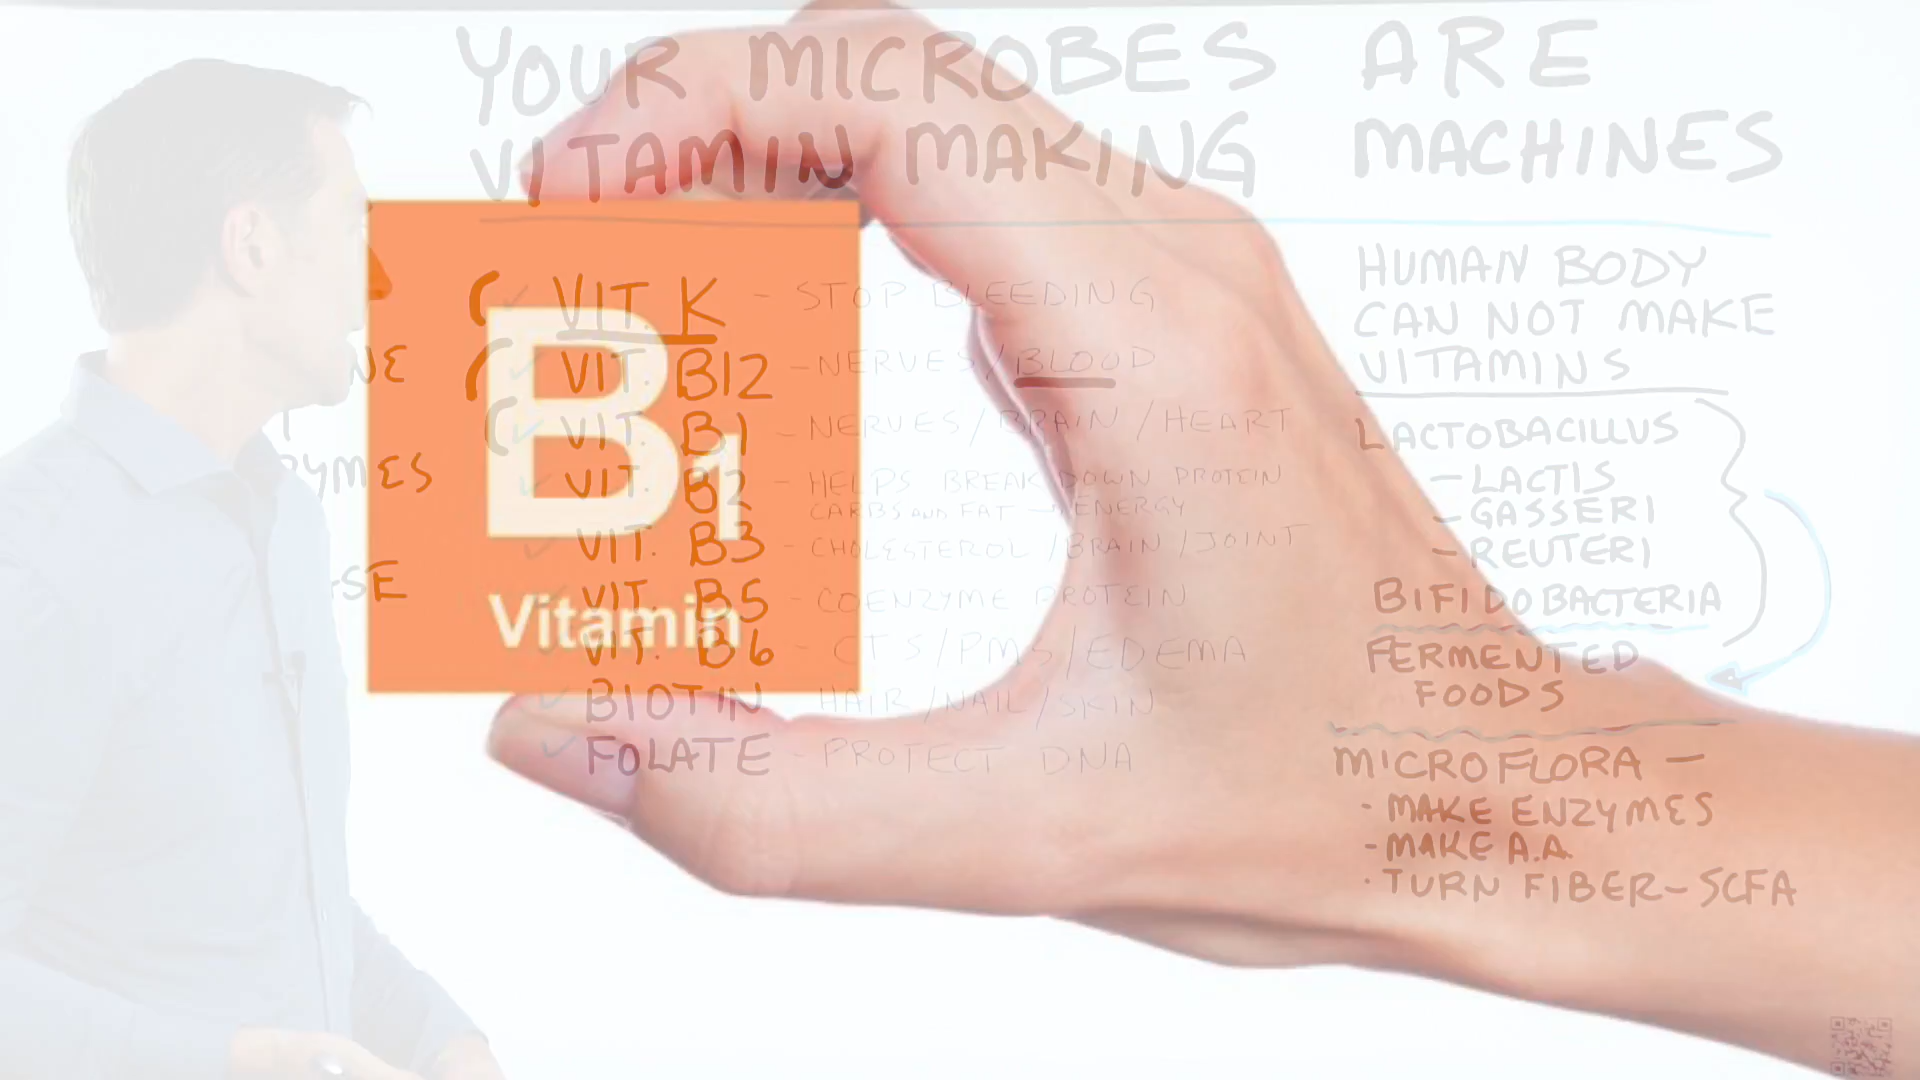 YOUR MICROBES ARE
VITAMIN MAKING MACHINES
VIT. K - STOP BLEEDING
VIT. B12 - NERVES/BLOOD
VIT. B1 - NERVES/BRAIN/HEART
VIT. B2 - HELPS BREAK DOWN PROTEIN
CARBS AND FAT → ENERGY
VIT. B3 - CHOLESTEROL/BRAIN/JOINT
VIT. B5 - COENZYME PROTEIN
VIT. B6 - CTS/PMS/EDEMA
BIOTIN - HAIR/NAIL/SKIN
FOLATE - PROTECT DNA
B1
Vitamin
NE
YMES
SE
HUMAN BODY
CAN NOT MAKE
VITAMINS
LACTOBACILLUS
- LACTIS
- GASSERI
- REUTERI
BIFIDOBACTERIA
FERMENTED
FOODS
MICROFLORA -
· MAKE ENZYMES
- MAKE A.A.
· TURN FIBER - SCFA